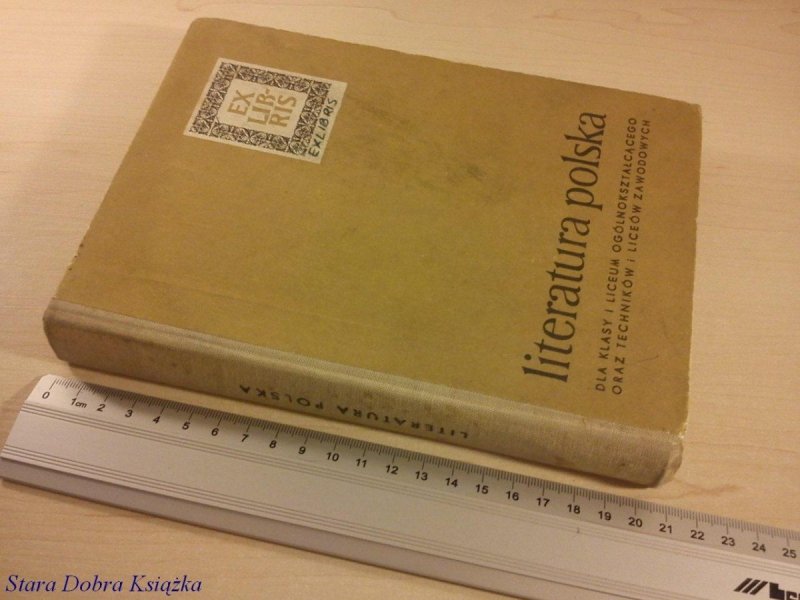 EX
LIB-
RIS
EXLIBRIS
literatura polska
DLA KLASY I LICEUM OGÓLNOKSZTAŁCĄCEGO
ORAZ TECHNIKÓW i LICEÓW ZAWODOWYCH
LITERATURA POLSKA
0 1cm 2 3 4 5 6 7 8 9 10 11 12 13 14 15 16 17 18 19 20 21 22 23 24 25
Stara Dobra Książka